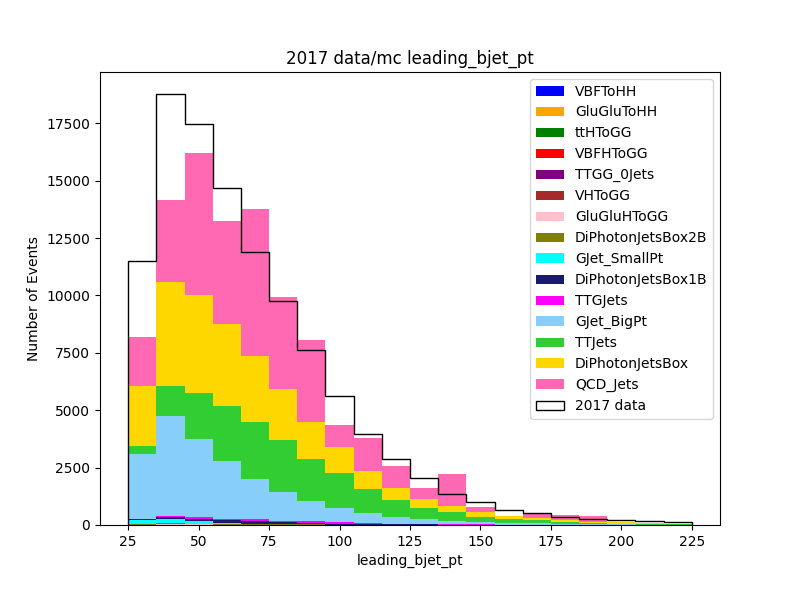 2017 data/mc leading_bjet_pt
Number of Events
17500
15000
12500
10000
7500
5000
2500
0
25
50
75
100
125
150
175
200
225
leading_bjet_pt
VBFToHH
GluGluToHH
ttHToGG
VBFHToGG
TTGG_0Jets
VHToGG
GluGluHToGG
DiPhotonJetsBox2B
GJet_SmallPt
DiPhotonJetsBox1B
TTGJets
GJet_BigPt
TTJets
DiPhotonJetsBox
QCD_Jets
2017 data